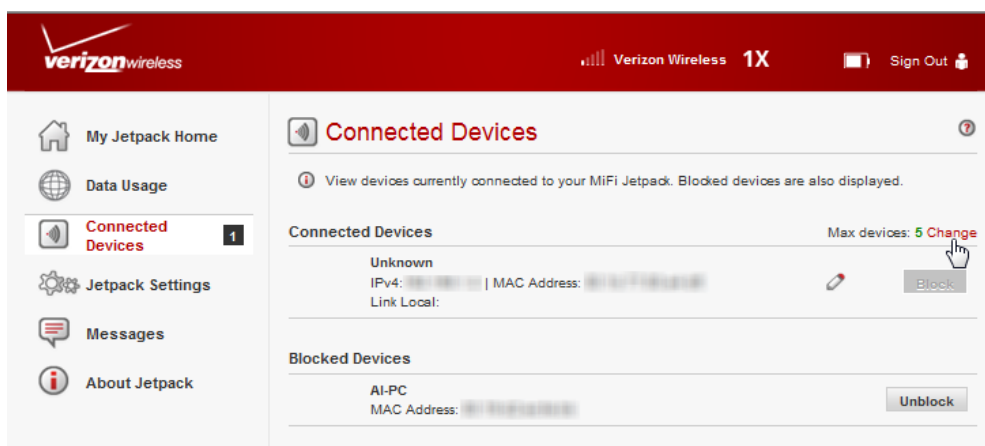 verizonwireless
Verizon Wireless 1X Sign Out
My Jetpack Home
Data Usage
Connected Devices 1
Jetpack Settings
Messages
About Jetpack
Connected Devices
View devices currently connected to your MiFi Jetpack. Blocked devices are also displayed.
Connected Devices Max devices: 5 Change
Unknown
IPv4: | MAC Address:
Link Local:
Block
Blocked Devices
AI-PC
MAC Address:
Unblock